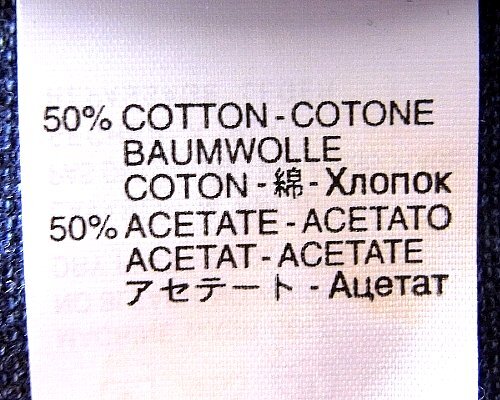 50% COTTON - COTONE
BAUMWOLLE
COTON - 綿 - Хлопок
50% ACETATE - ACETATO
ACETAT - ACETATE
アセテート - Ацетат